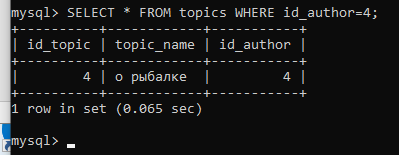 mysql> SELECT * FROM topics WHERE id_author=4;
+----------+------------+-----------+
| id_topic | topic_name | id_author |
+----------+------------+-----------+
|        4 | о рыбалке  |         4 |
+----------+------------+-----------+
1 row in set (0.065 sec)
mysql>